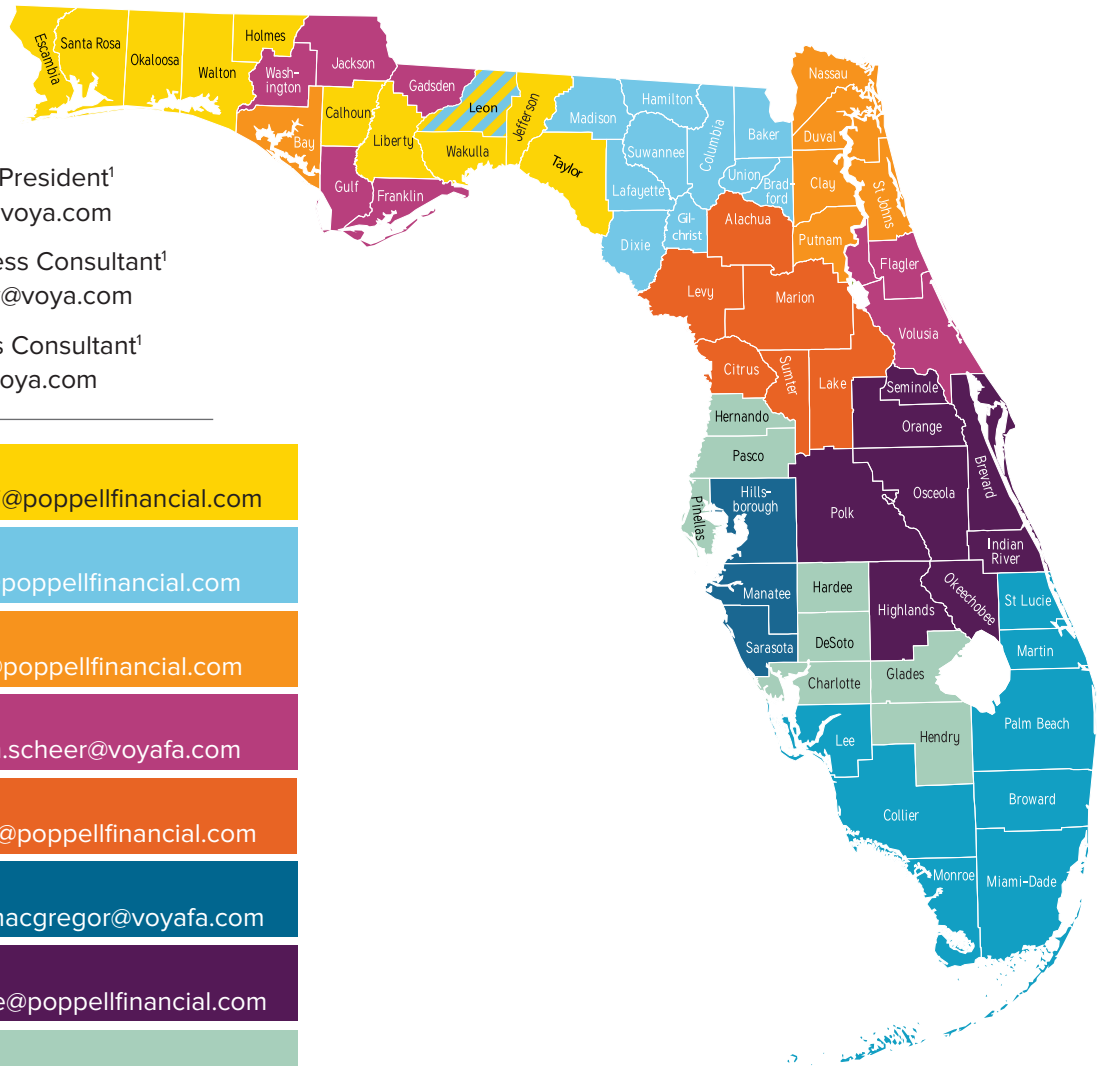 President¹
voya.com
ess Consultant¹
r@voya.com
s Consultant¹
oya.com
@poppellfinancial.com
poppellfinancial.com
@poppellfinancial.com
.scheer@voyafa.com
@poppellfinancial.com
macgregor@voyafa.com
e@poppellfinancial.com
Escambia
Santa Rosa
Okaloosa
Walton
Holmes
Wash-
ington
Jackson
Bay
Calhoun
Gulf
Liberty
Franklin
Gadsden
Leon
Wakulla
Jefferson
Taylor
Madison
Hamilton
Suwannee
Lafayette
Dixie
Gil-
christ
Columbia
Union
Brad-
ford
Baker
Nassau
Duval
Clay
St Johns
Putnam
Alachua
Levy
Marion
Citrus
Sumter
Lake
Flagler
Volusia
Seminole
Orange
Brevard
Osceola
Polk
Indian
River
Okeechobee
Highlands
Hernando
Pasco
Pinellas
Hills-
borough
Manatee
Sarasota
Hardee
DeSoto
Charlotte
Glades
Hendry
St Lucie
Martin
Palm Beach
Lee
Collier
Broward
Monroe
Miami-Dade